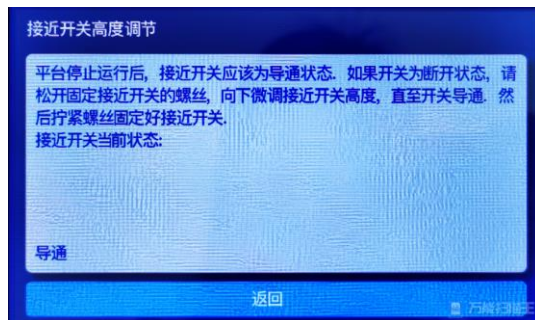 接近开关高度调节
平台停止运行后, 接近开关应该为导通状态. 如果开关为断开状态, 请
松开固定接近开关的螺丝, 向下微调接近开关高度, 直至开关导通. 然
后拧紧螺丝固定好接近开关.
接近开关当前状态:
导通
返回
万能扫描王